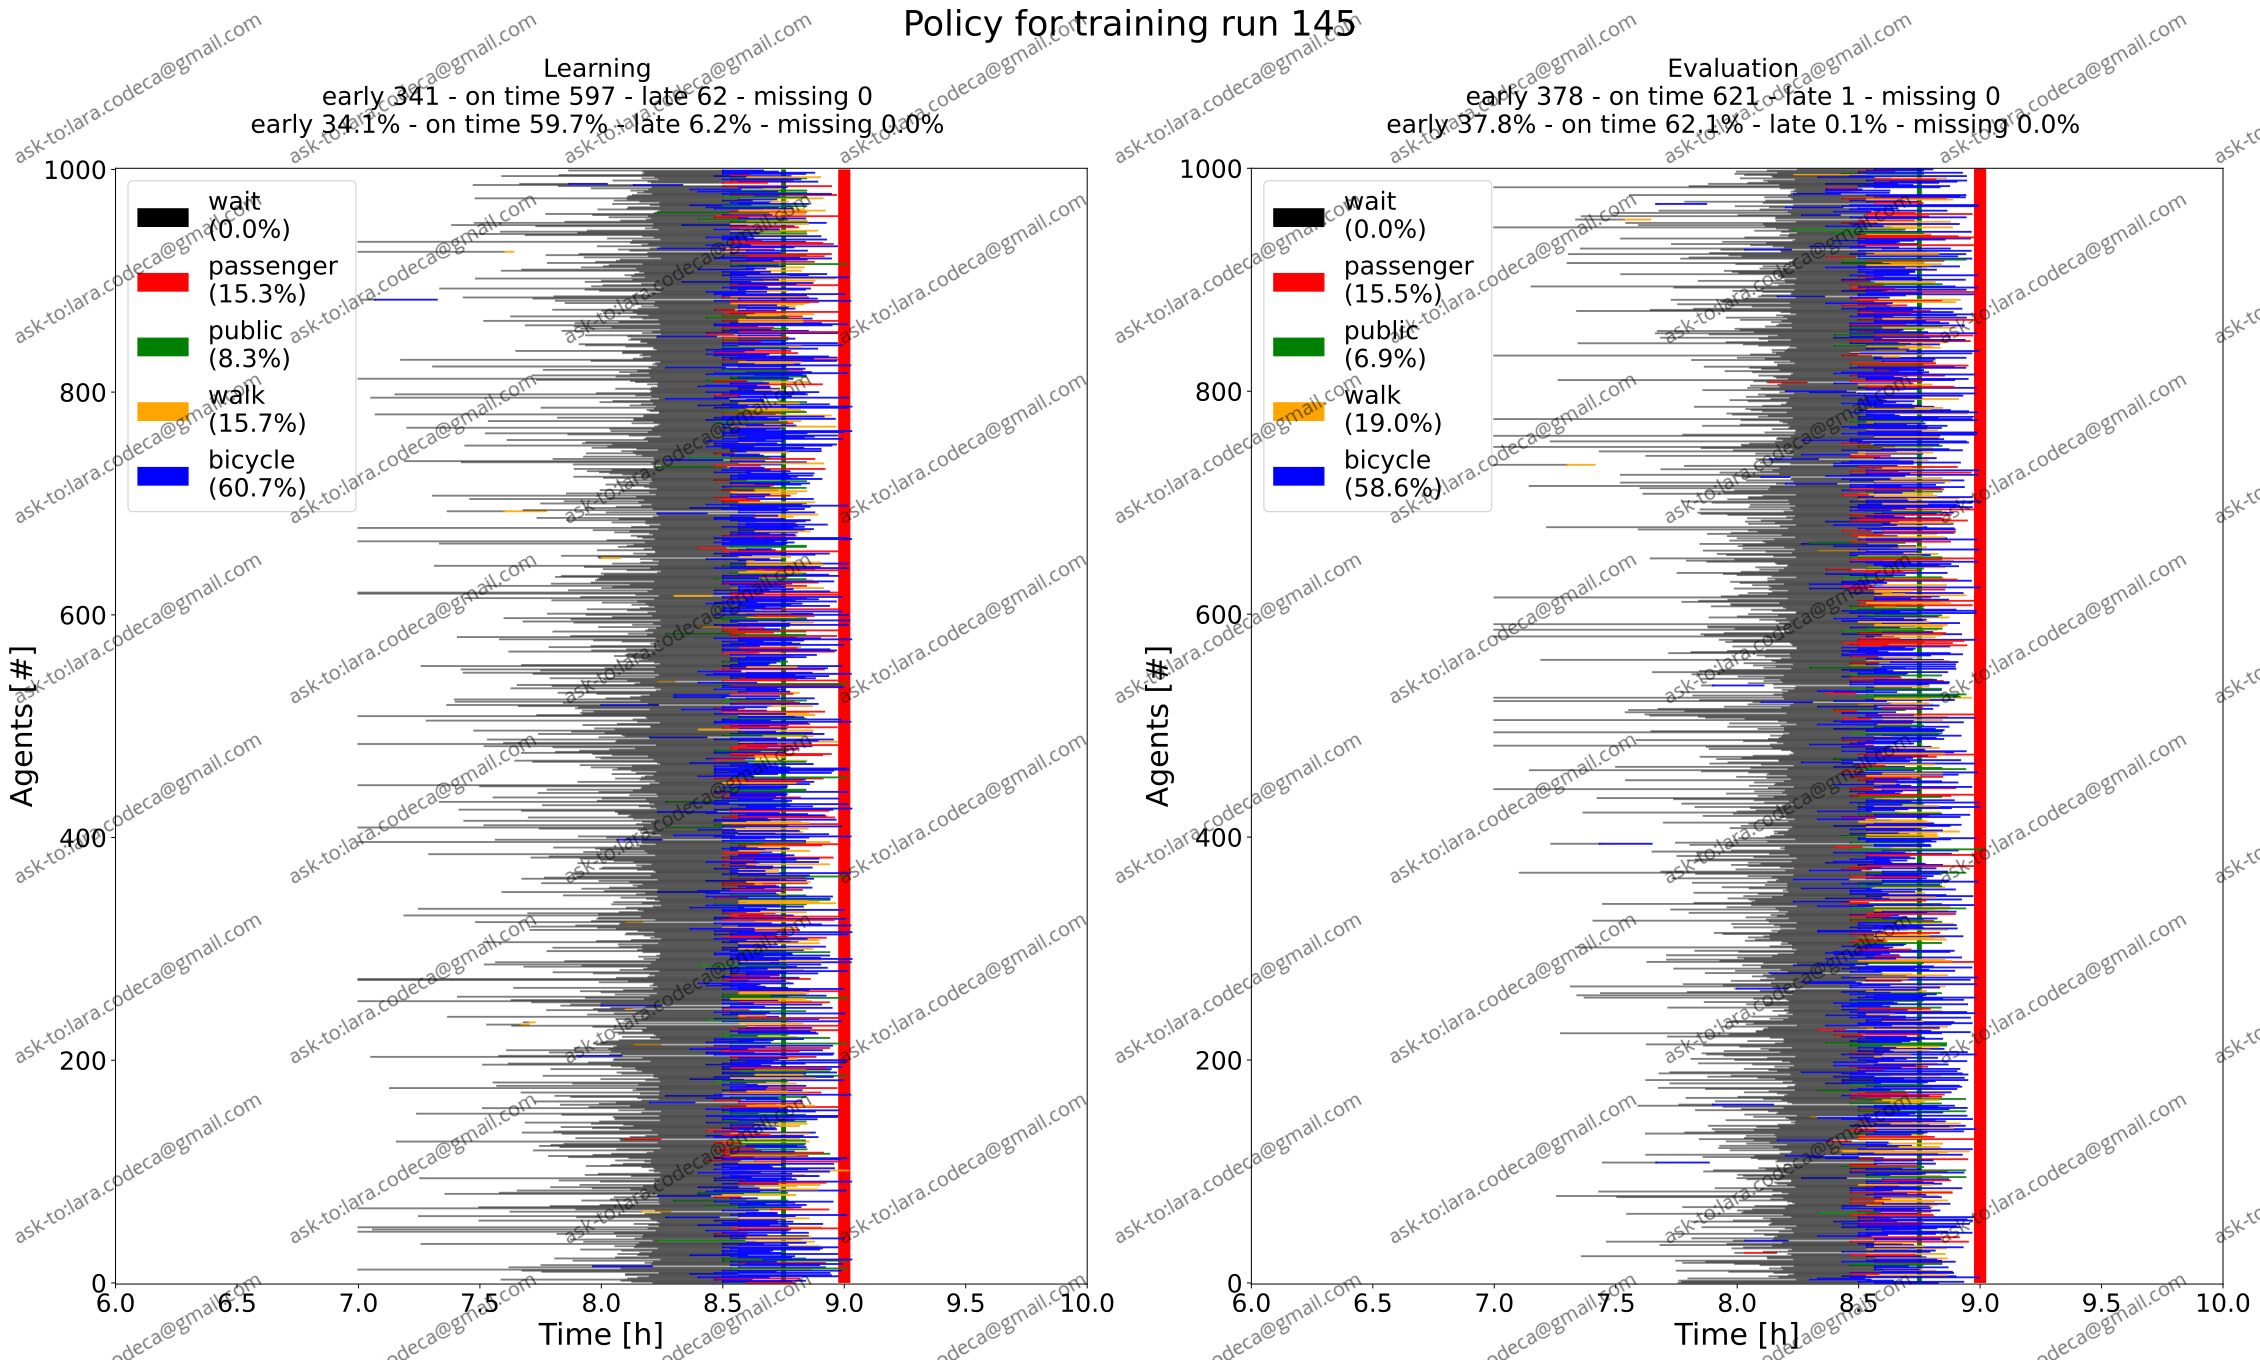 Policy for training run 145
Learning
early 341 - on time 597 - late 62 - missing 0
early 34.1% - on time 59.7% - late 6.2% - missing 0.0%
1000
800
600
400
200
0
Agents [#]
wait
(0.0%)
passenger
(15.3%)
public
(8.3%)
walk
(15.7%)
bicycle
(60.7%)
6.0 6.5 7.0 7.5 8.0 8.5 9.0 9.5 10.0
Time [h]
Evaluation
early 378 - on time 621 - late 1 - missing 0
early 37.8% - on time 62.1% - late 0.1% - missing 0.0%
1000
800
600
400
200
0
Agents [#]
wait
(0.0%)
passenger
(15.5%)
public
(6.9%)
walk
(19.0%)
bicycle
(58.6%)
6.0 6.5 7.0 7.5 8.0 8.5 9.0 9.5 10.0
Time [h]
ask-to:lara.codeca@gmail.com